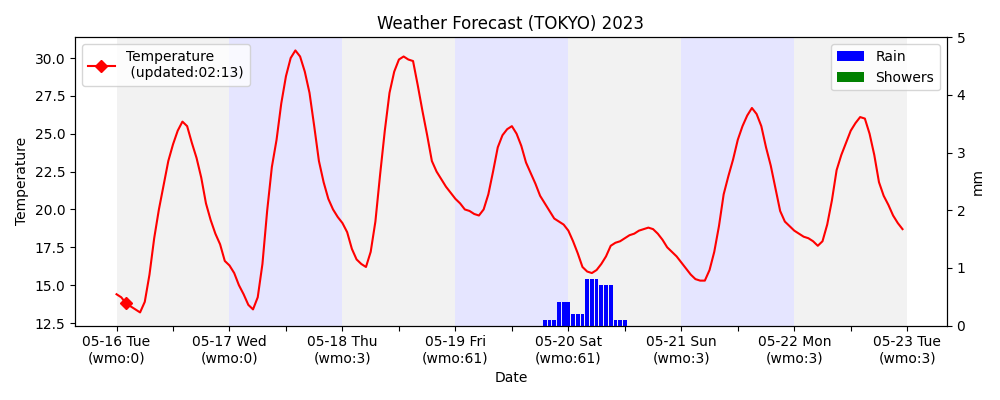 Weather Forecast (TOKYO) 2023
Temperature
(updated:02:13)
Rain
Showers
Temperature
30.0
27.5
25.0
22.5
20.0
17.5
15.0
12.5
5
4
3
2
1
0
mm
05-16 Tue
(wmo:0)
05-17 Wed
(wmo:0)
05-18 Thu
(wmo:3)
05-19 Fri
(wmo:61)
05-20 Sat
(wmo:61)
05-21 Sun
(wmo:3)
05-22 Mon
(wmo:3)
05-23 Tue
(wmo:3)
Date